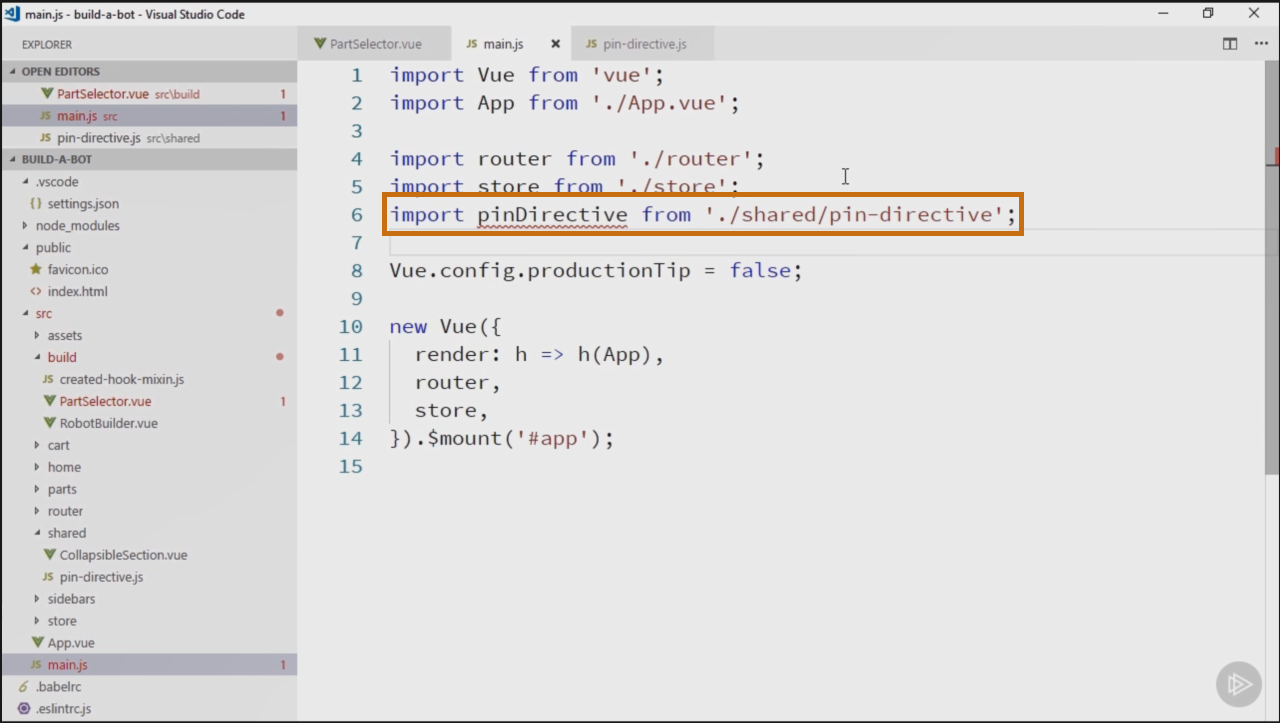 main.js - build-a-bot - Visual Studio Code
EXPLORER
OPEN EDITORS
PartSelector.vue src\build 1
main.js src 1
pin-directive.js src\shared
BUILD-A-BOT
.vscode
settings.json
node_modules
public
favicon.ico
index.html
src
assets
build
created-hook-mixin.js
PartSelector.vue 1
RobotBuilder.vue
cart
home
parts
router
shared
CollapsibleSection.vue
pin-directive.js
sidebars
store
App.vue
main.js 1
.babelrc
.eslintrc.js
PartSelector.vue JS main.js JS pin-directive.js
1 import Vue from 'vue';
2 import App from './App.vue';
3
4 import router from './router';
5 import store from './store';
6 import pinDirective from './shared/pin-directive';
7
8 Vue.config.productionTip = false;
9
10 new Vue({
11 render: h => h(App),
12 router,
13 store,
14 }).$mount('#app');
15